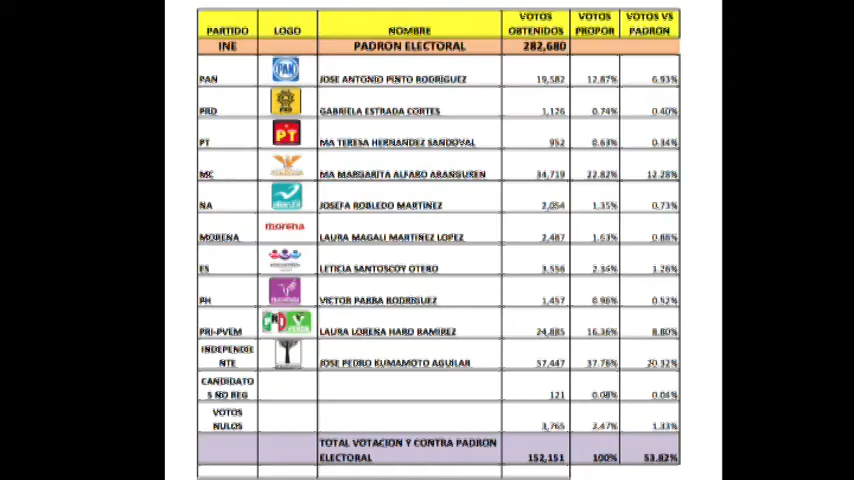 PARTIDO LOGO NOMBRE VOTOS OBTENIDOS VOTOS PROPOR VOTOS VS PADRON
INE PADRON ELECTORAL 282,680
PAN PAN JOSE ANTONIO PINTO RODRIGUEZ 19,582 12.87% 6.93%
PRD PRD GABRIELA ESTRADA CORTES 1,126 0.74% 0.40%
PT PT MA TERESA HERNANDEZ SANDOVAL 952 0.63% 0.34%
MC MA MARGARITA ALFARO ARANGUREN 34,719 22.82% 12.28%
NA alianza JOSEFA ROBLEDO MARTINEZ 2,054 1.35% 0.73%
MORENA morena LAURA MAGALI MARTINEZ LOPEZ 2,487 1.63% 0.88%
ES LETICIA SANTOSCOY OTERO 3,556 2.34% 1.26%
PH VICTOR PARRA RODRIGUEZ 1,457 0.96% 0.52%
PRI-PVEM PRD VERDE LAURA LORENA HARO RAMIREZ 24,885 16.36% 8.80%
INDEPENDIENTE JOSE PEDRO KUMAMOTO AGUILAR 57,447 37.76% 20.32%
CANDIDATOS NO REG 121 0.08% 0.04%
VOTOS NULOS 3,765 2.47% 1.33%
TOTAL VOTACION Y CONTRA PADRON
ELECTORAL 152,151 100% 53.82%